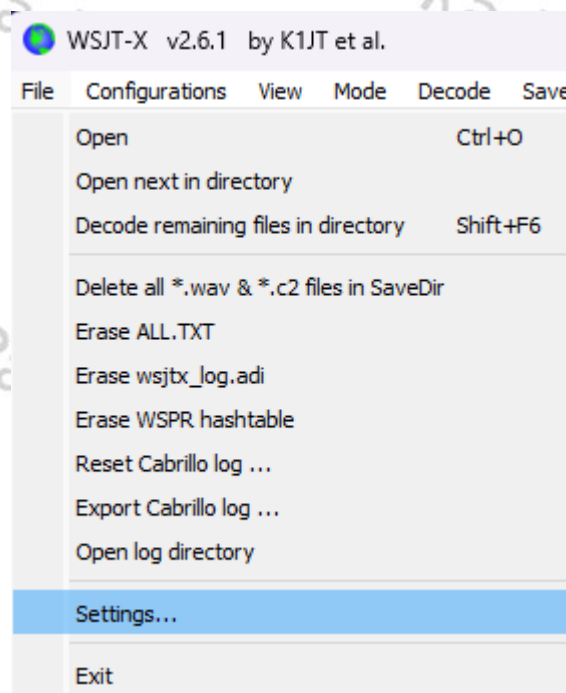 WSJT-X v2.6.1 by K1JT et al.
File Configurations View Mode Decode Save
Open Ctrl+O
Open next in directory
Decode remaining files in directory Shift+F6
Delete all *.wav & *.c2 files in SaveDir
Erase ALL.TXT
Erase wsjtx_log.adi
Erase WSPR hashtable
Reset Cabrillo log ...
Export Cabrillo log ...
Open log directory
Settings...
Exit